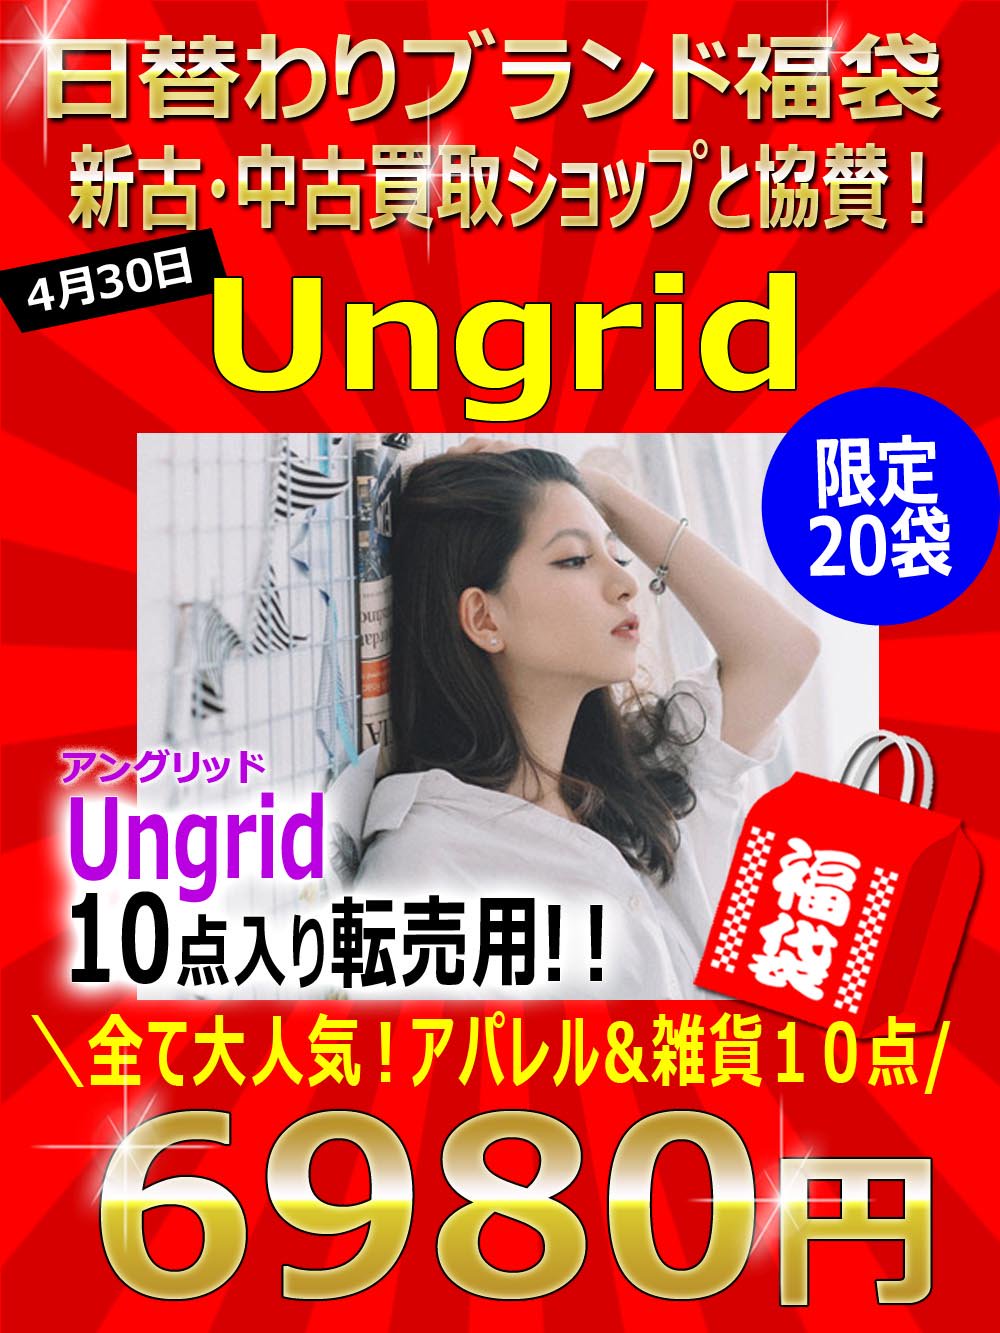 日替わりブランド福袋
新古・中古買取ショップと協賛！
4月30日
Ungrid
限定
20袋
アングリッド
Ungrid
10点入り転売用!!
福袋
\全て大人気！アパレル&雑貨１０点/
6980円